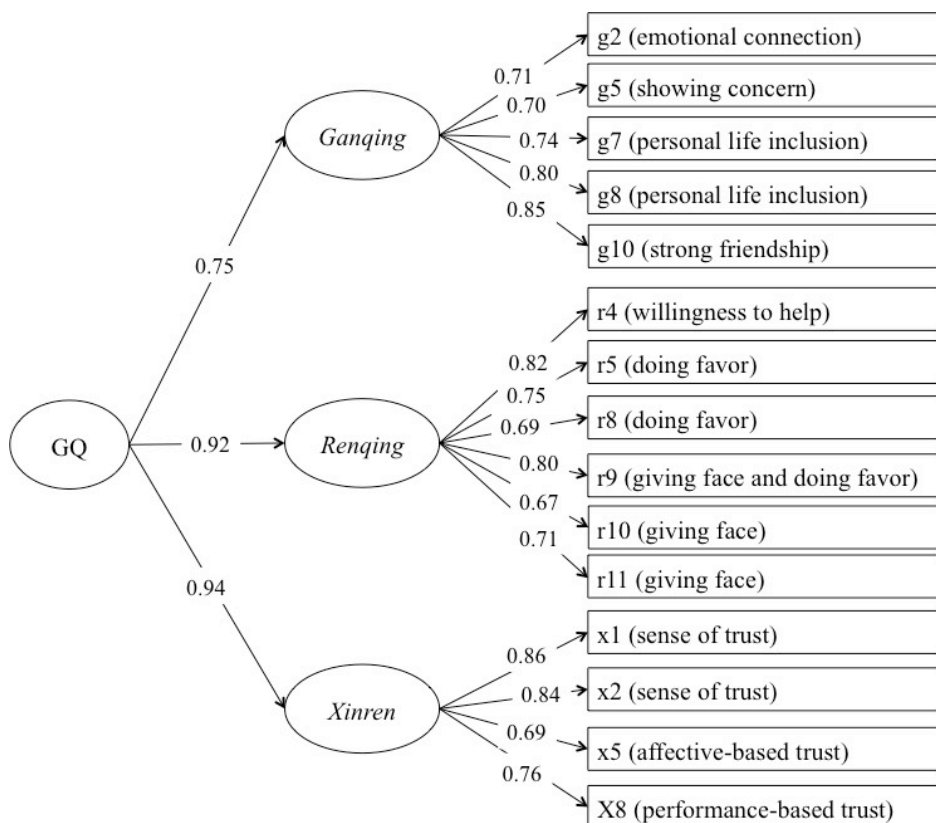 g2 (emotional connection)
0.71
g5 (showing concern)
0.70
Ganqing
0.74
g7 (personal life inclusion)
0.80
g8 (personal life inclusion)
0.85
g10 (strong friendship)
0.75
r4 (willingness to help)
0.82
r5 (doing favor)
0.75
r8 (doing favor)
0.69
GQ
0.92
Renqing
0.80
r9 (giving face and doing favor)
0.67
r10 (giving face)
0.71
r11 (giving face)
0.94
x1 (sense of trust)
0.86
x2 (sense of trust)
0.84
Xinren
0.69
x5 (affective-based trust)
0.76
X8 (performance-based trust)